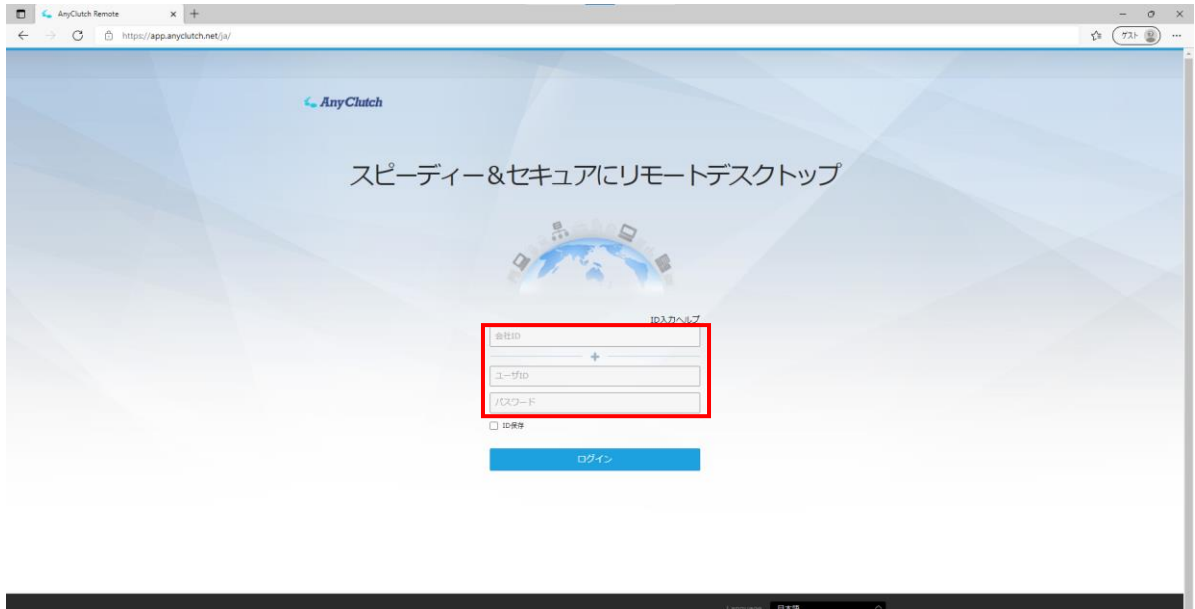 AnyClutch Remote
https://app.anyclutch.net/ja/
ゲスト
AnyClutch
スピーディー&セキュアにリモートデスクトップ
ID入力ヘルプ
会社ID
ユーザID
パスワード
ID保存
ログイン
Language
日本語